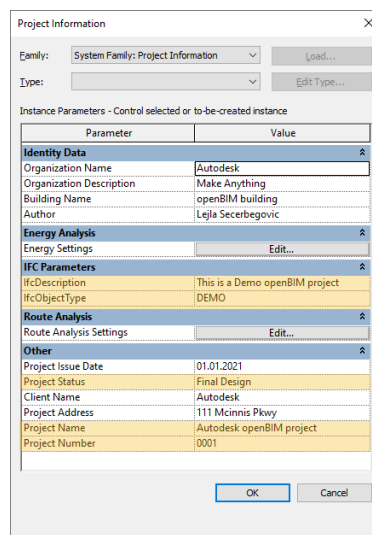 Project Information
Family: System Family: Project Information Load...
Type: Edit Type...
Instance Parameters - Control selected or to-be-created instance
Parameter Value
Identity Data
Organization Name Autodesk
Organization Description Make Anything
Building Name openBIM building
Author Lejla Secerbegovic
Energy Analysis
Energy Settings Edit...
IFC Parameters
IfcDescription This is a Demo openBIM project
IfcObjectType DEMO
Route Analysis
Route Analysis Settings Edit...
Other
Project Issue Date 01.01.2021
Project Status Final Design
Client Name Autodesk
Project Address 111 Mcinnis Pkwy
Project Name Autodesk openBIM project
Project Number 0001
OK Cancel